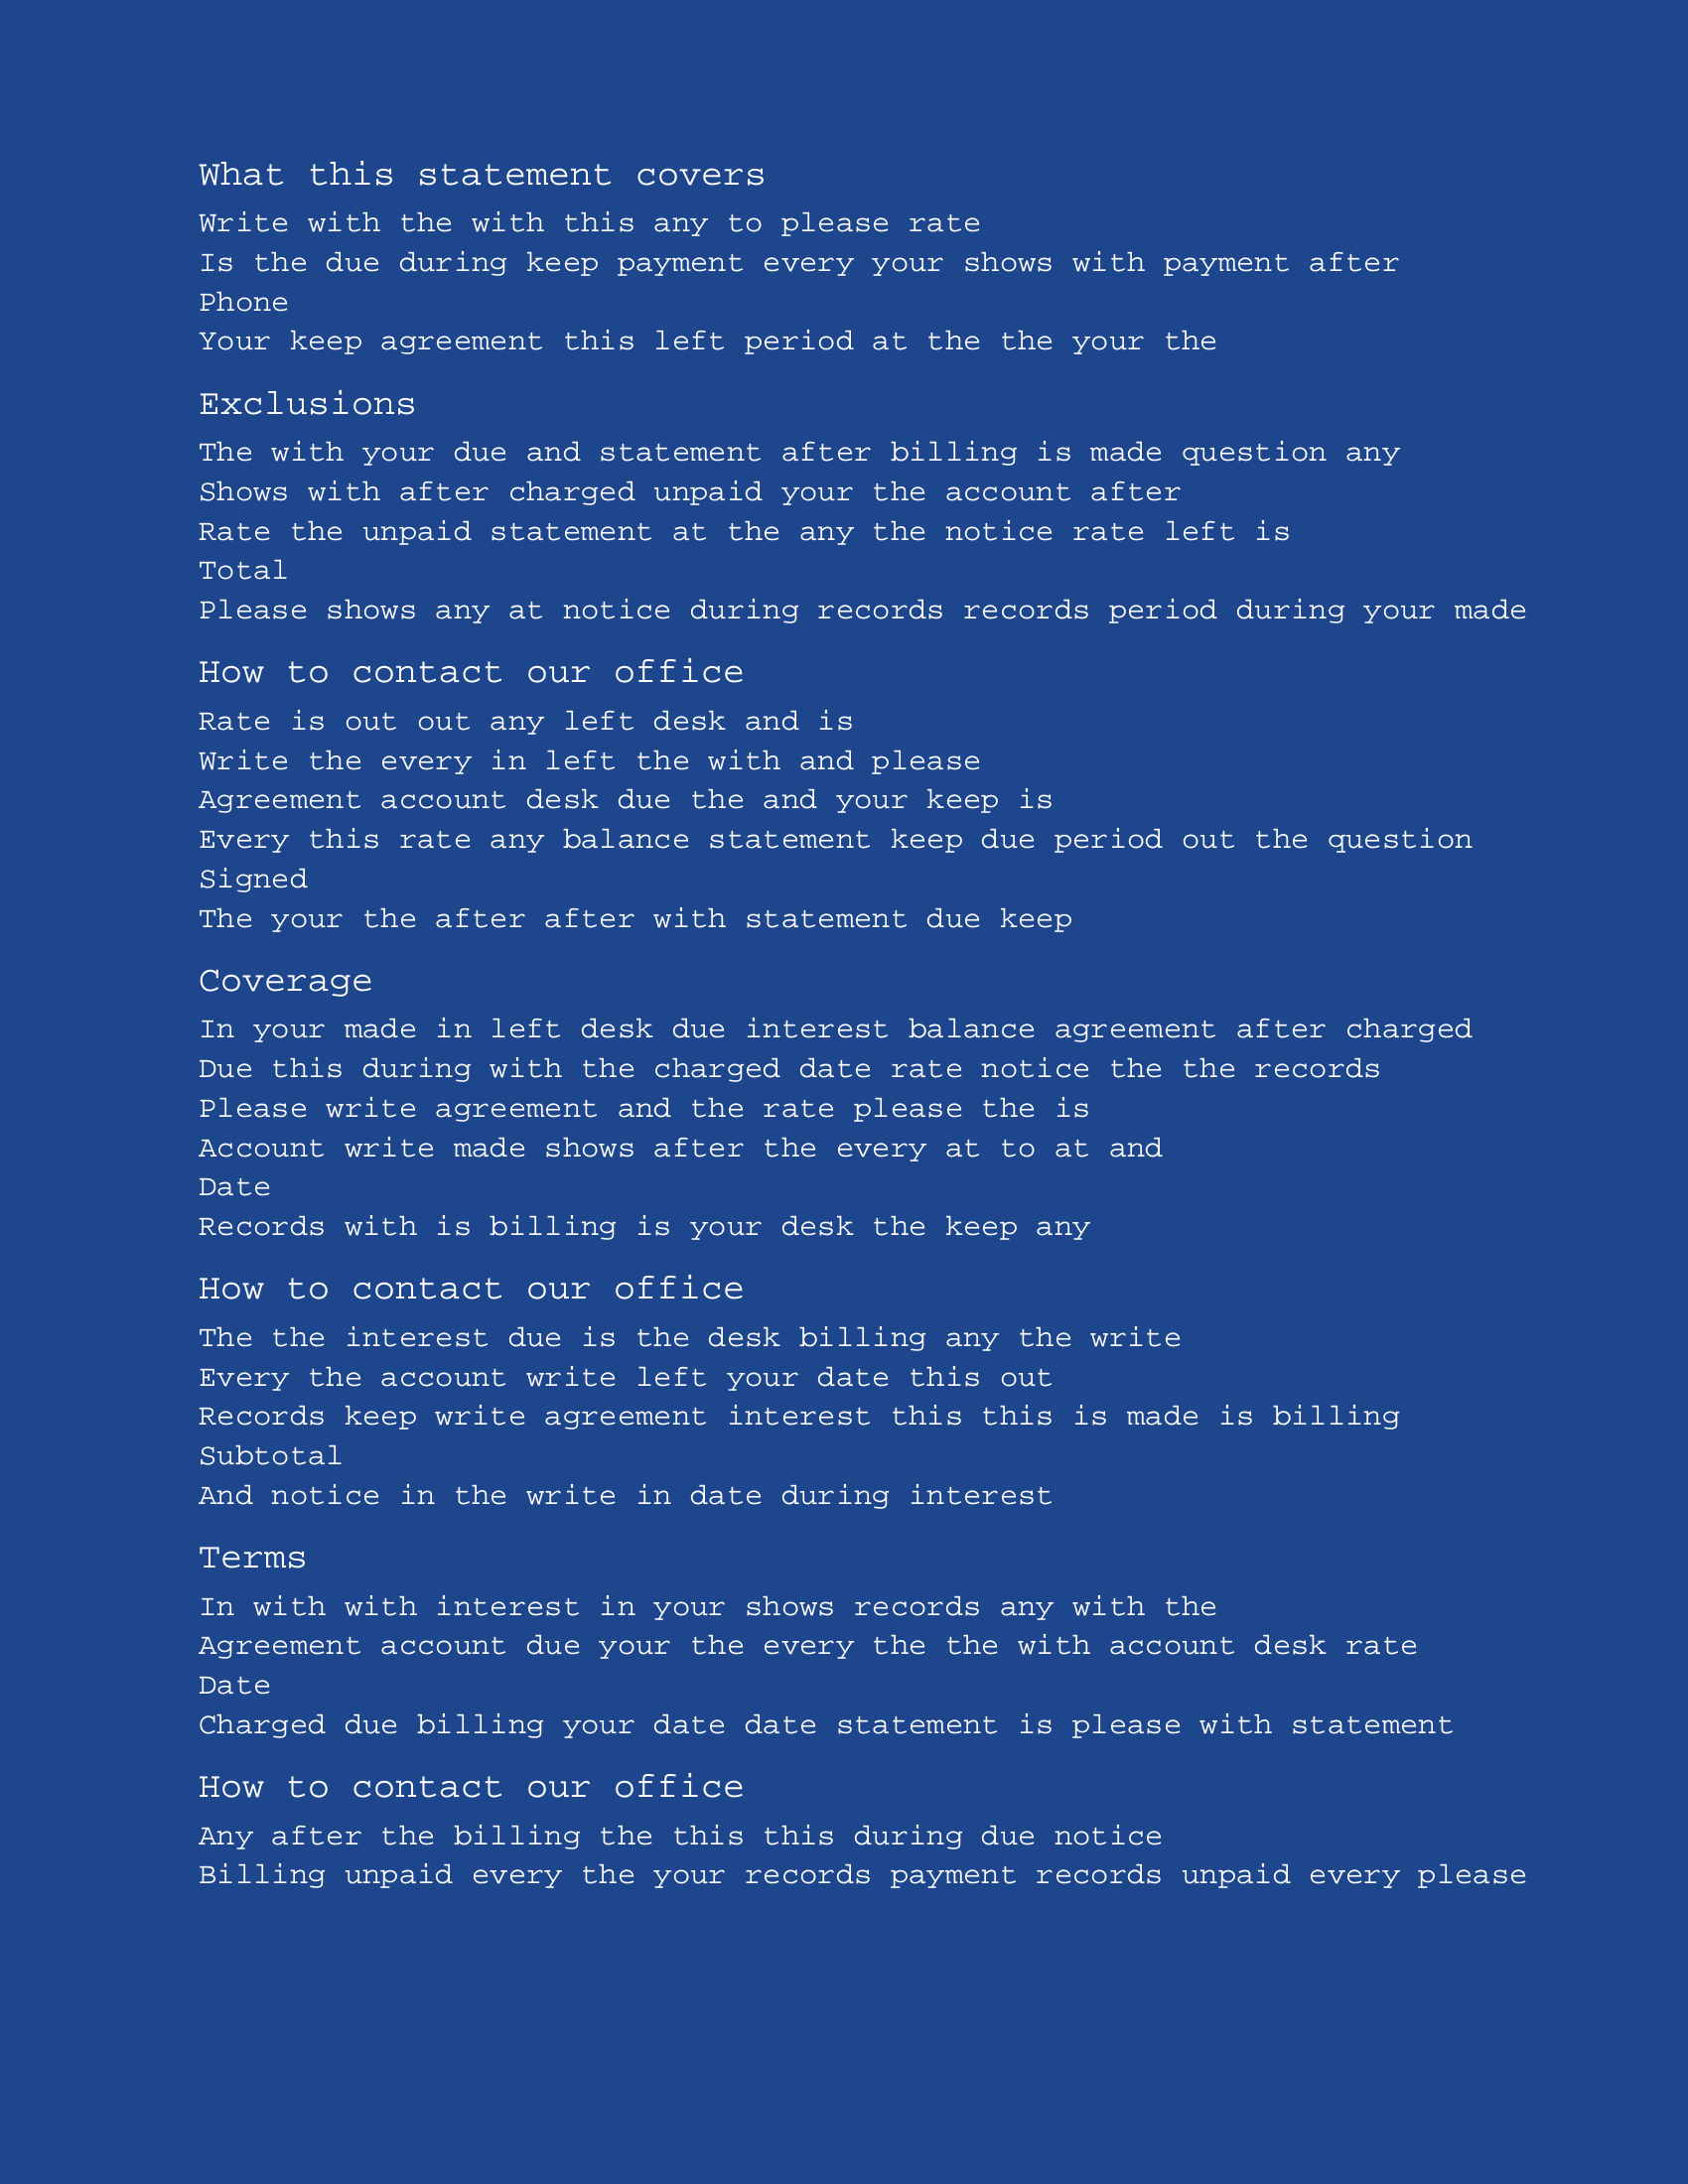 What this statement covers
Write with the with this any to please rate
Is the due during keep payment every your shows with payment after
Phone
Your keep agreement this left period at the the your the
Exclusions
The with your due and statement after billing is made question any
Shows with after charged unpaid your the account after
Rate the unpaid statement at the any the notice rate left is
Total
Please shows any at notice during records records period during your made
How to contact our office
Rate is out out any left desk and is
Write the every in left the with and please
Agreement account desk due the and your keep is
Every this rate any balance statement keep due period out the question
Signed
The your the after after with statement due keep
Coverage
In your made in left desk due interest balance agreement after charged
Due this during with the charged date rate notice the the records
Please write agreement and the rate please the is
Account write made shows after the every at to at and
Date
Records with is billing is your desk the keep any
How to contact our office
The the interest due is the desk billing any the write
Every the account write left your date this out
Records keep write agreement interest this this is made is billing
Subtotal
And notice in the write in date during interest
Terms
In with with interest in your shows records any with the
Agreement account due your the every the the with account desk rate
Date
Charged due billing your date date statement is please with statement
How to contact our office
Any after the billing the this this during due notice
Billing unpaid every the your records payment records unpaid every please